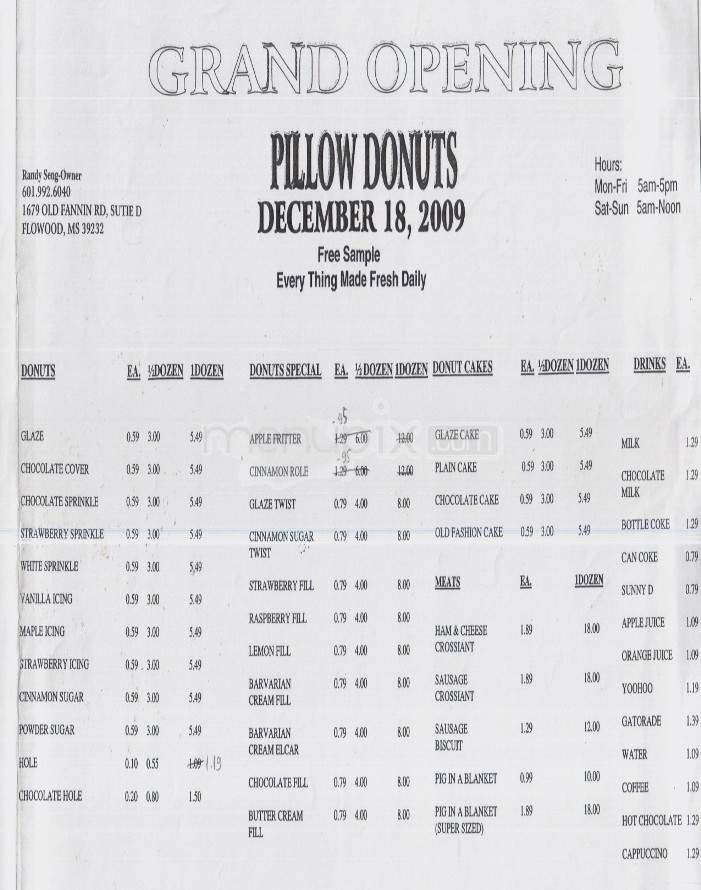 GRAND OPENING
PILLOW DONUTS
DECEMBER 18, 2009
Free Sample
Every Thing Made Fresh Daily
Randy Seng-Owner
601.992.6040
1679 OLD FANNIN RD, SUTIE D
FLOWOOD, MS 39232
Hours:
Mon-Fri 5am-5pm
Sat-Sun 5am-Noon
DONUTS EA. ½DOZEN 1DOZEN
GLAZE 0.59 3.00 5.49
CHOCOLATE COVER 0.59 3.00 5.49
CHOCOLATE SPRINKLE 0.59 3.00 5.49
STRAWBERRY SPRINKLE 0.59 3.00 5.49
WHITE SPRINKLE 0.59 3.00 5.49
VANILLA ICING 0.59 3.00 5.49
MAPLE ICING 0.59 3.00 5.49
STRAWBERRY ICING 0.59 3.00 5.49
CINNAMON SUGAR 0.59 3.00 5.49
POWDER SUGAR 0.59 3.00 5.49
HOLE 0.10 0.55 1.09 1.19
CHOCOLATE HOLE 0.20 0.80 1.50
DONUTS SPECIAL EA. ½ DOZEN 1DOZEN
.95
APPLE FRITTER 1.29 6.00 12.00
.95
CINNAMON ROLE 1.29 6.00 12.00
GLAZE TWIST 0.79 4.00 8.00
CINNAMON SUGAR 0.79 4.00 8.00
TWIST
STRAWBERRY FILL 0.79 4.00 8.00
RASPBERRY FILL 0.79 4.00 8.00
LEMON FILL 0.79 4.00 8.00
BARVARIAN 0.79 4.00 8.00
CREAM FILL
BARVARIAN 0.79 4.00 8.00
CREAM ELCAR
CHOCOLATE FILL 0.79 4.00 8.00
BUTTER CREAM 0.79 4.00 8.00
FILL
DONUT CAKES EA. ½DOZEN 1DOZEN
GLAZE CAKE 0.59 3.00 5.49
PLAIN CAKE 0.59 3.00 5.49
CHOCOLATE CAKE 0.59 3.00 5.49
OLD FASHION CAKE 0.59 3.00 5.49
MEATS EA. 1DOZEN
HAM & CHEESE 1.89 18.00
CROSSIANT
SAUSAGE 1.89 18.00
CROSSIANT
SAUSAGE 1.29 12.00
BISCUIT
PIG IN A BLANKET 0.99 10.00
PIG IN A BLANKET 1.89 18.00
(SUPER SIZED)
DRINKS EA.
MILK 1.29
CHOCOLATE 1.29
MILK
BOTTLE COKE 1.29
CAN COKE 0.79
SUNNY D 0.79
APPLE JUICE 1.09
ORANGE JUICE 1.09
YOOHOO 1.19
GATORADE 1.39
WATER 1.09
COFFEE 1.09
HOT CHOCOLATE 1.29
CAPPUCCINO 1.29
menupix.com